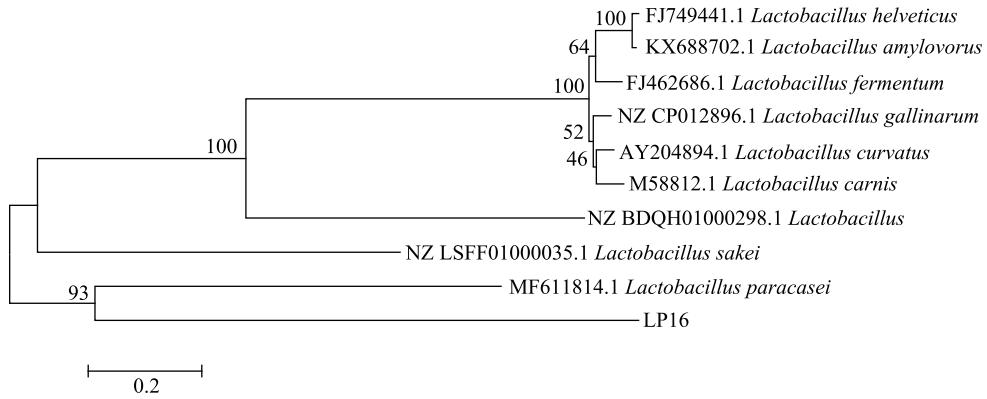 100 FJ749441.1 Lactobacillus helveticus
64 KX688702.1 Lactobacillus amylovorus
100 FJ462686.1 Lactobacillus fermentum
NZ CP012896.1 Lactobacillus gallinarum
52
46 AY204894.1 Lactobacillus curvatus
100
M58812.1 Lactobacillus carnis
NZ BDQH01000298.1 Lactobacillus
NZ LSFF01000035.1 Lactobacillus sakei
93 MF611814.1 Lactobacillus paracasei
LP16
0.2